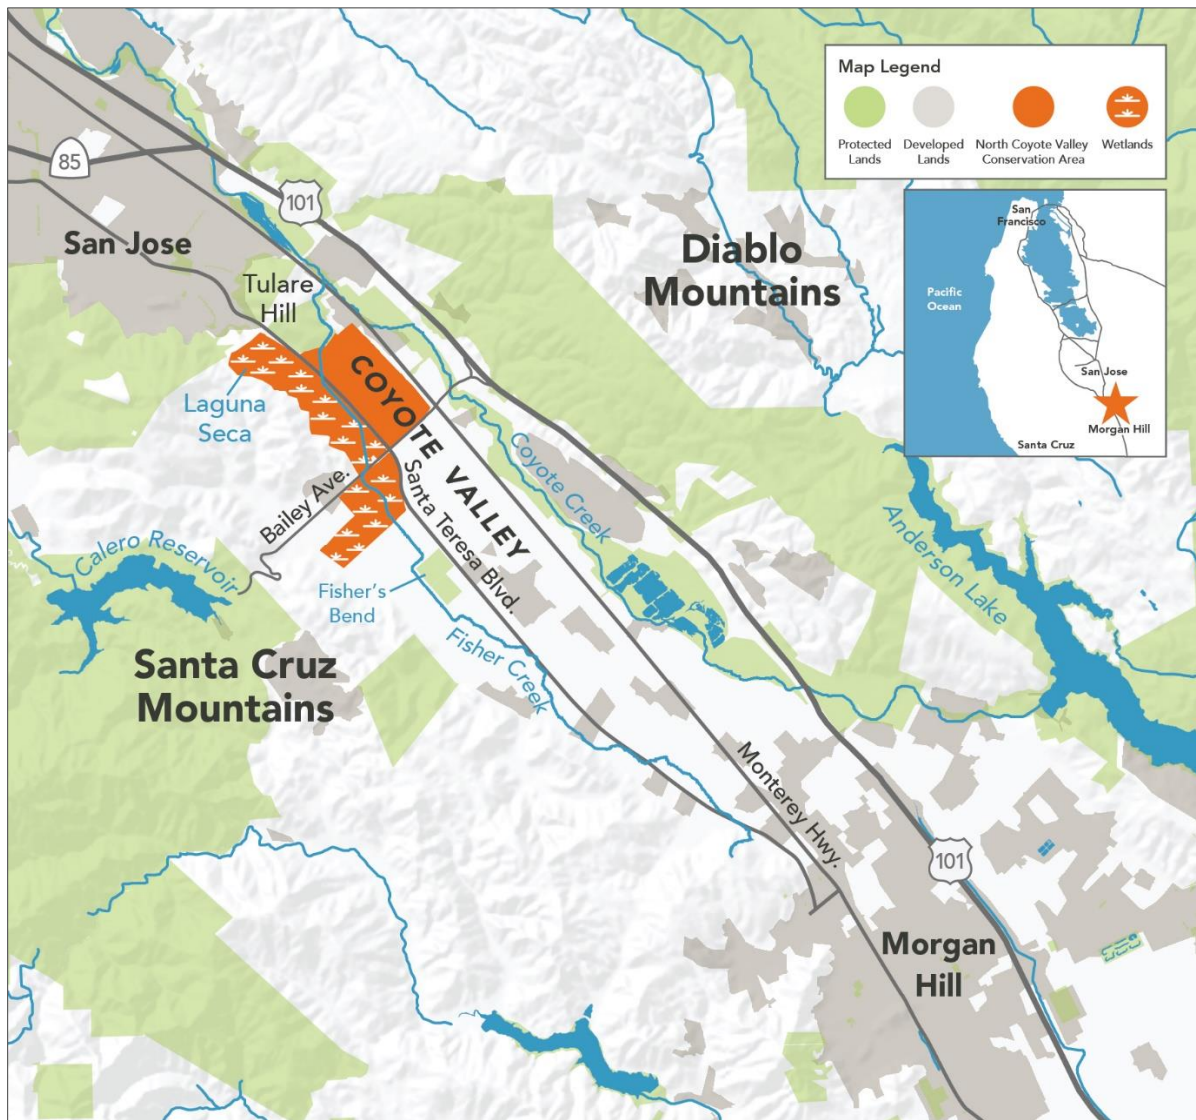 Map Legend
Protected
Lands
Developed
Lands
North Coyote Valley
Conservation Area
Wetlands
85
101
San Jose
Tulare
Hill
Diablo
Mountains
San
Francisco
Pacific
Ocean
San Jose
Morgan Hill
Santa Cruz
Laguna
Seca
COYOTE VALLEY
Bailey Ave.
Santa Teresa Blvd.
Coyote Creek
Anderson Lake
Calero Reservoir
Fisher's
Bend
Fisher Creek
Santa Cruz
Mountains
Monterey Hwy.
101
Morgan
Hill